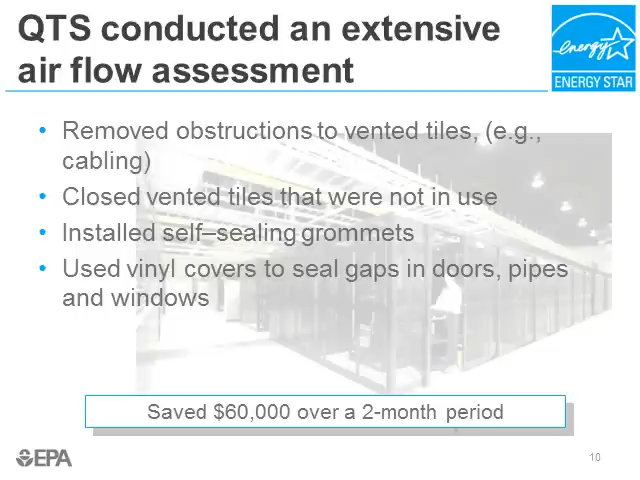 QTS conducted an extensive
air flow assessment
energy
ENERGY STAR
• Removed obstructions to vented tiles, (e.g.,
cabling)
• Closed vented tiles that were not in use
• Installed self–sealing grommets
• Used vinyl covers to seal gaps in doors, pipes
and windows
Saved $60,000 over a 2-month period
EPA
10